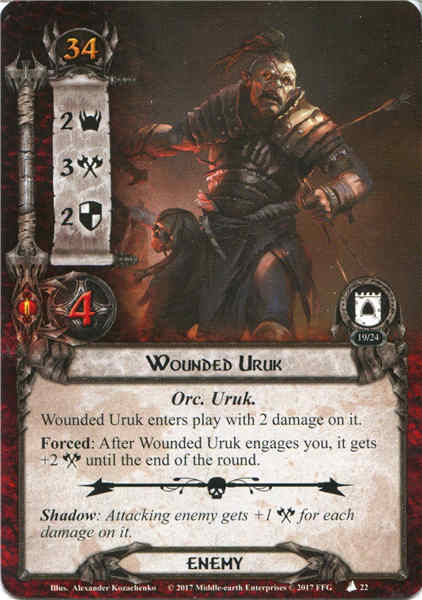 34
2
3
2
4
19/24
Wounded Uruk
Orc. Uruk.
Wounded Uruk enters play with 2 damage on it.
Forced: After Wounded Uruk engages you, it gets
+2 until the end of the round.
Shadow: Attacking enemy gets +1 for each
damage on it.
ENEMY
Illus. Alexander Kozachenko © 2017 Middle-earth Enterprises © 2017 FFG 22